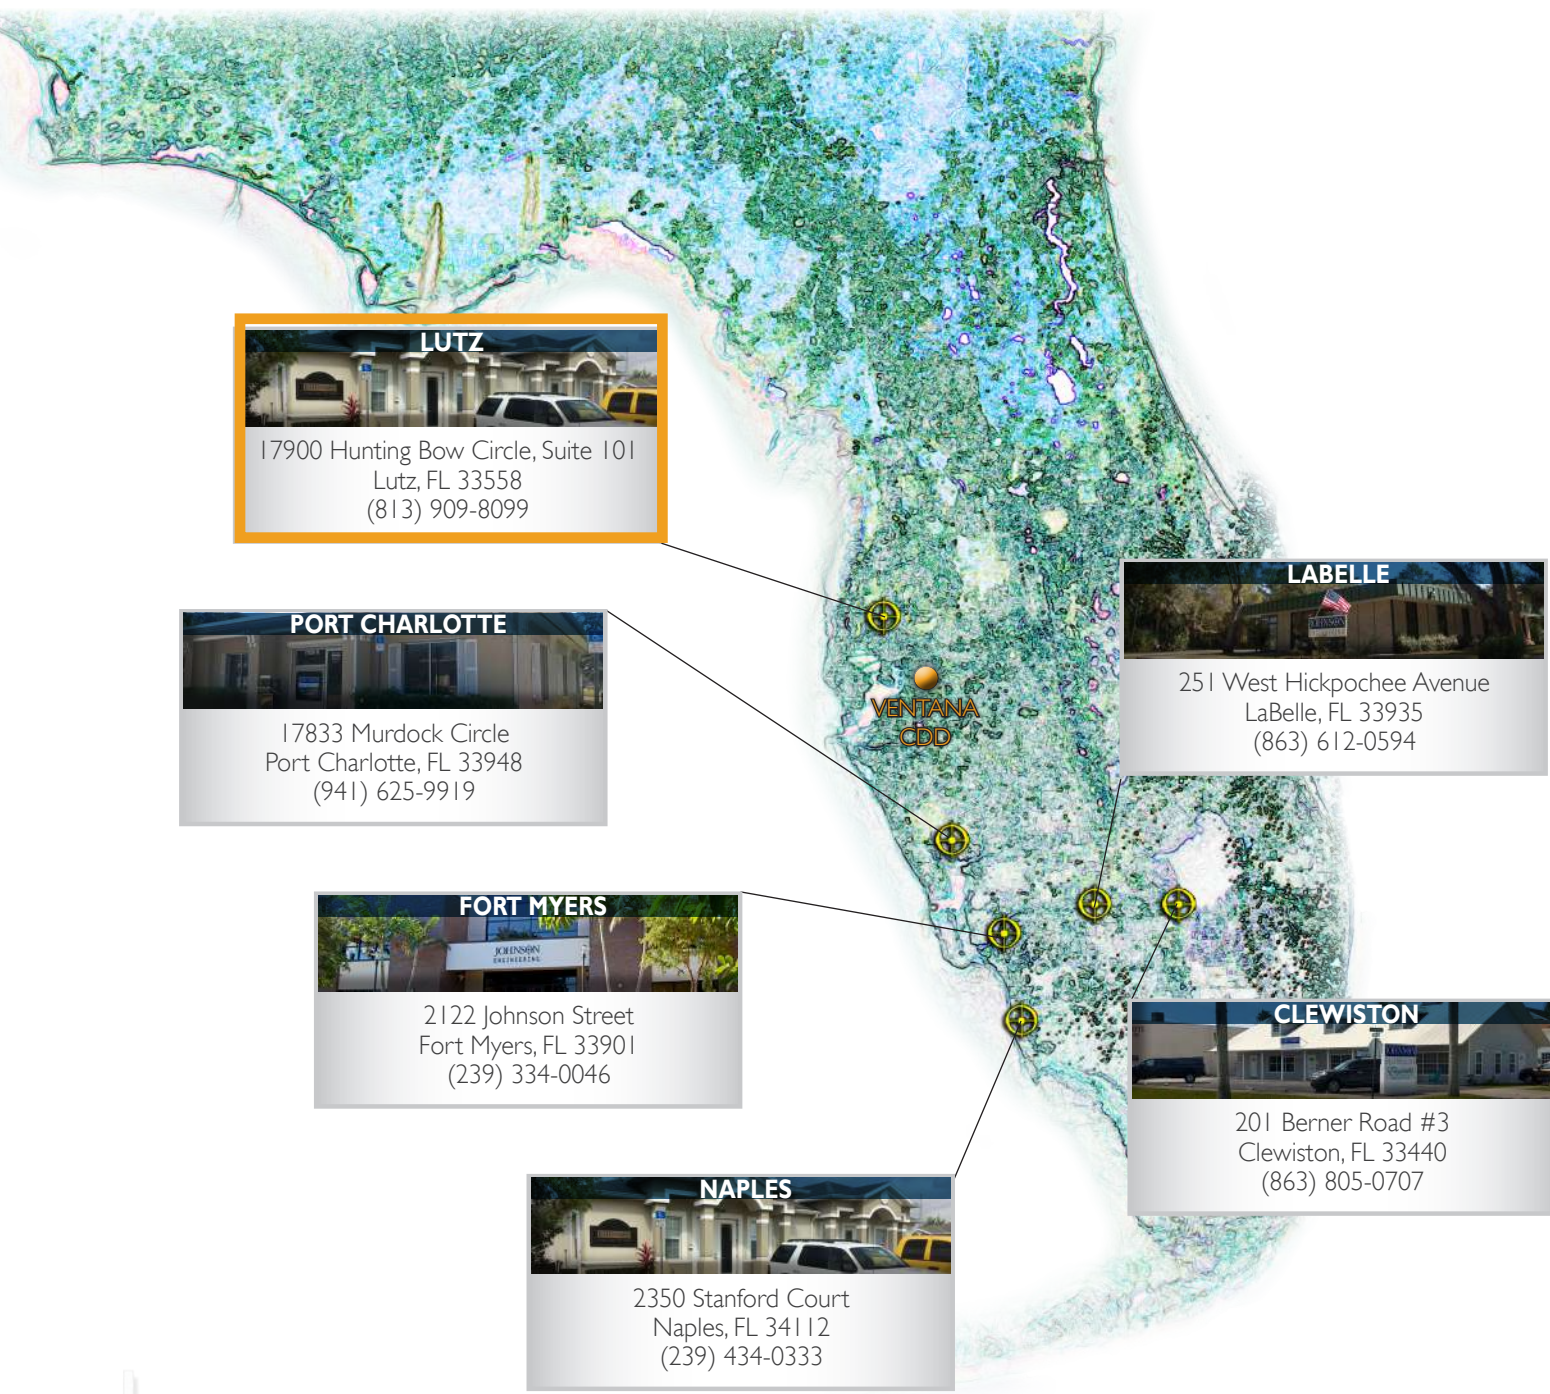 LUTZ
17900 Hunting Bow Circle, Suite 101
Lutz, FL 33558
(813) 909-8099
PORT CHARLOTTE
17833 Murdock Circle
Port Charlotte, FL 33948
(941) 625-9919
VENTANA
CDD
LABELLE
JOHNSON
251 West Hickpochee Avenue
LaBelle, FL 33935
(863) 612-0594
FORT MYERS
JOHNSON
ENGINEERING
2122 Johnson Street
Fort Myers, FL 33901
(239) 334-0046
CLEWISTON
JOHNSON
201 Berner Road #3
Clewiston, FL 33440
(863) 805-0707
NAPLES
2350 Stanford Court
Naples, FL 34112
(239) 434-0333